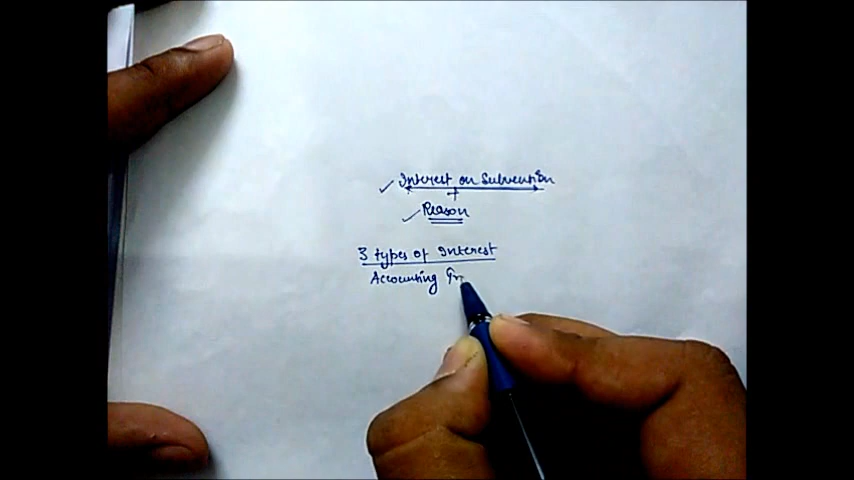 Interest on Subvention
+
Reason
3 types of Interest
Accounting